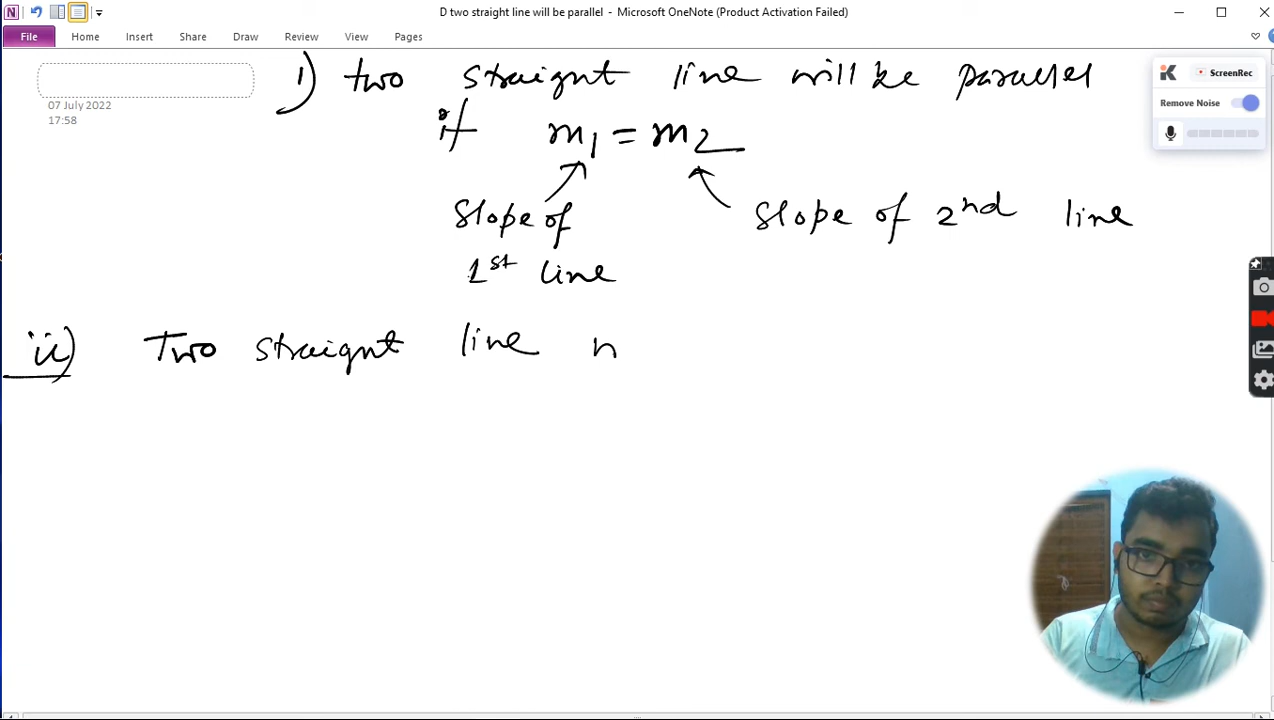 D two straight line will be parallel - Microsoft OneNote (Product Activation Failed)
File Home Insert Share Draw Review View Pages
ScreenRec
Remove Noise
07 July 2022
17:58
i) two straignt line will be parallel
if m1 = m2
slope of slope of 2nd line
1st line
ii) Two straignt line n